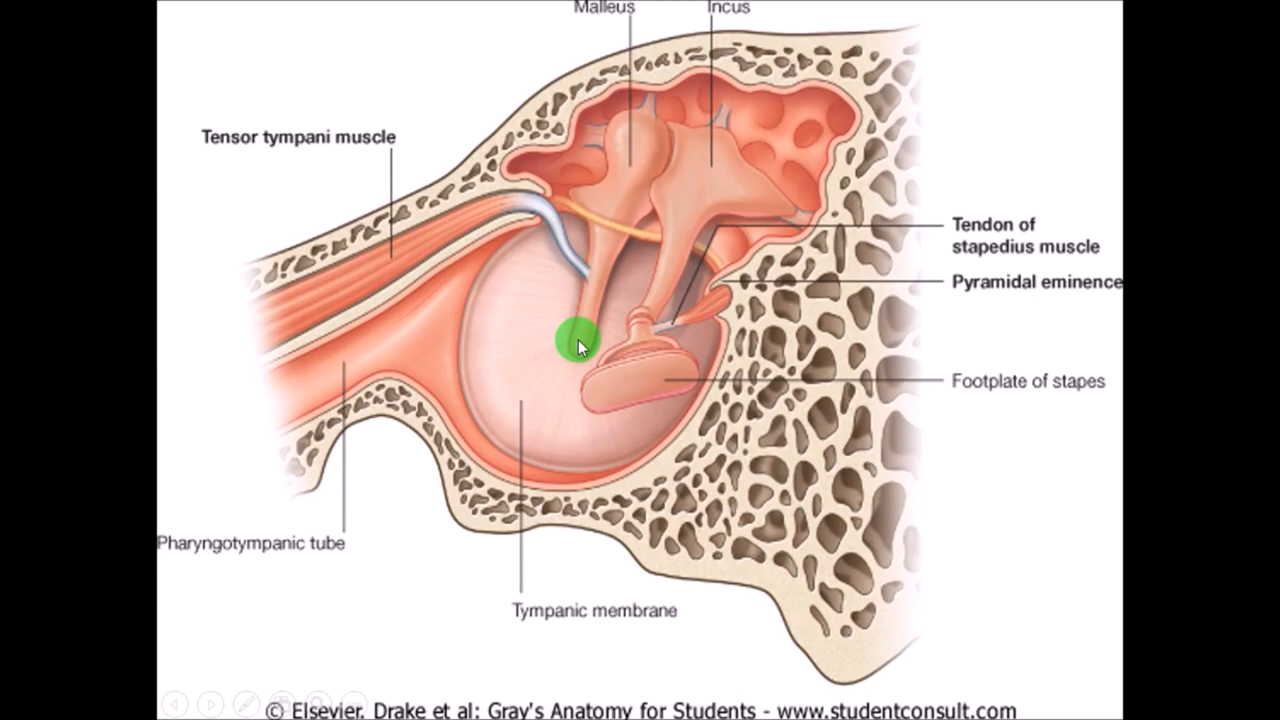 Malleus
Incus
Tensor tympani muscle
Tendon of
stapedius muscle
Pyramidal eminence
Footplate of stapes
Pharyngotympanic tube
Tympanic membrane
© Elsevier. Drake et al: Gray's Anatomy for Students - www.studentconsult.com